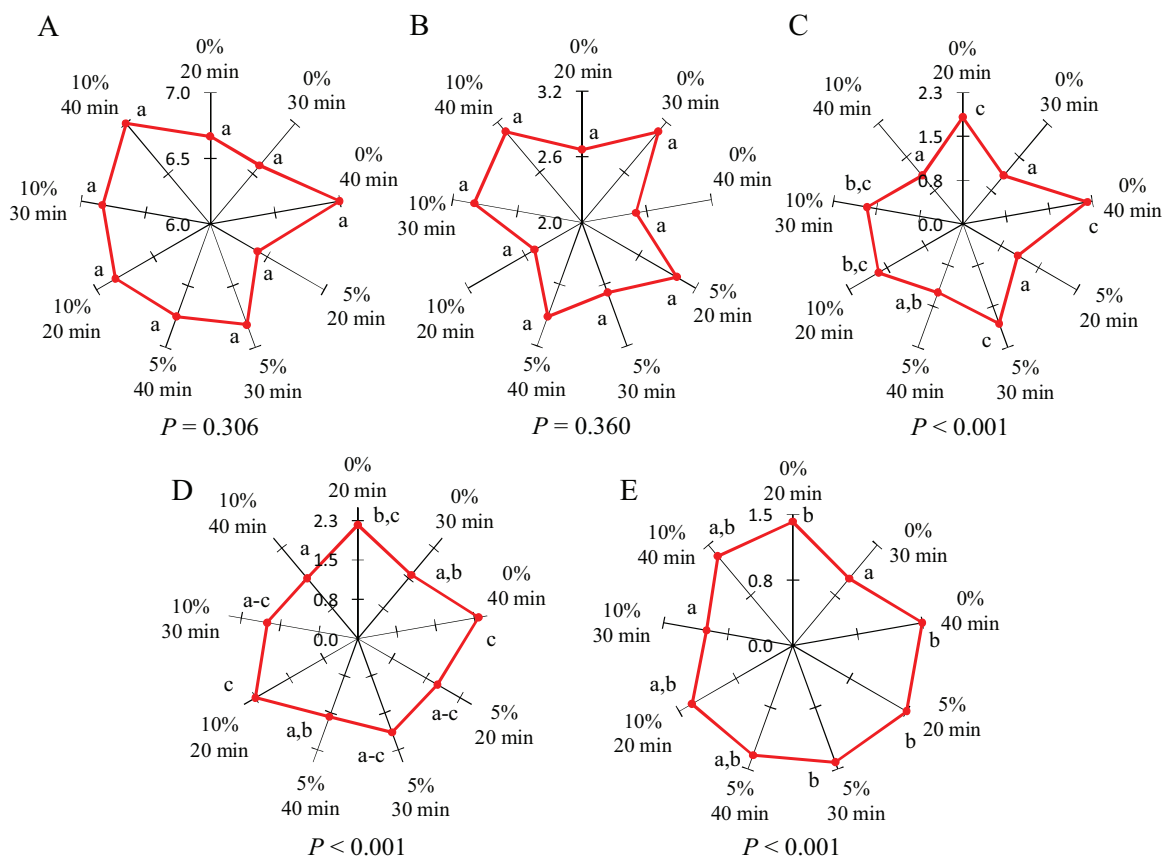 A
0%
20 min
0%
30 min
0%
40 min
5%
20 min
5%
30 min
5%
40 min
10%
20 min
10%
30 min
10%
40 min
7.0
6.5
6.0
a
a
a
a
a
a
a
a
a
P = 0.306
B
0%
20 min
0%
30 min
0%
40 min
5%
20 min
5%
30 min
5%
40 min
10%
20 min
10%
30 min
10%
40 min
3.2
2.6
2.0
a
a
a
a
a
a
a
a
a
P = 0.360
C
0%
20 min
0%
30 min
0%
40 min
5%
20 min
5%
30 min
5%
40 min
10%
20 min
10%
30 min
10%
40 min
2.3
1.5
0.8
0.0
c
a
c
a
c
a,b
b,c
b,c
a
P < 0.001
D
0%
20 min
0%
30 min
0%
40 min
5%
20 min
5%
30 min
5%
40 min
10%
20 min
10%
30 min
10%
40 min
2.3
1.5
0.8
0.0
b,c
a,b
c
a-c
a-c
a,b
c
a-c
a
P < 0.001
E
0%
20 min
0%
30 min
0%
40 min
5%
20 min
5%
30 min
5%
40 min
10%
20 min
10%
30 min
10%
40 min
1.5
0.8
0.0
b
a
b
b
b
a,b
a,b
a
a,b
P < 0.001